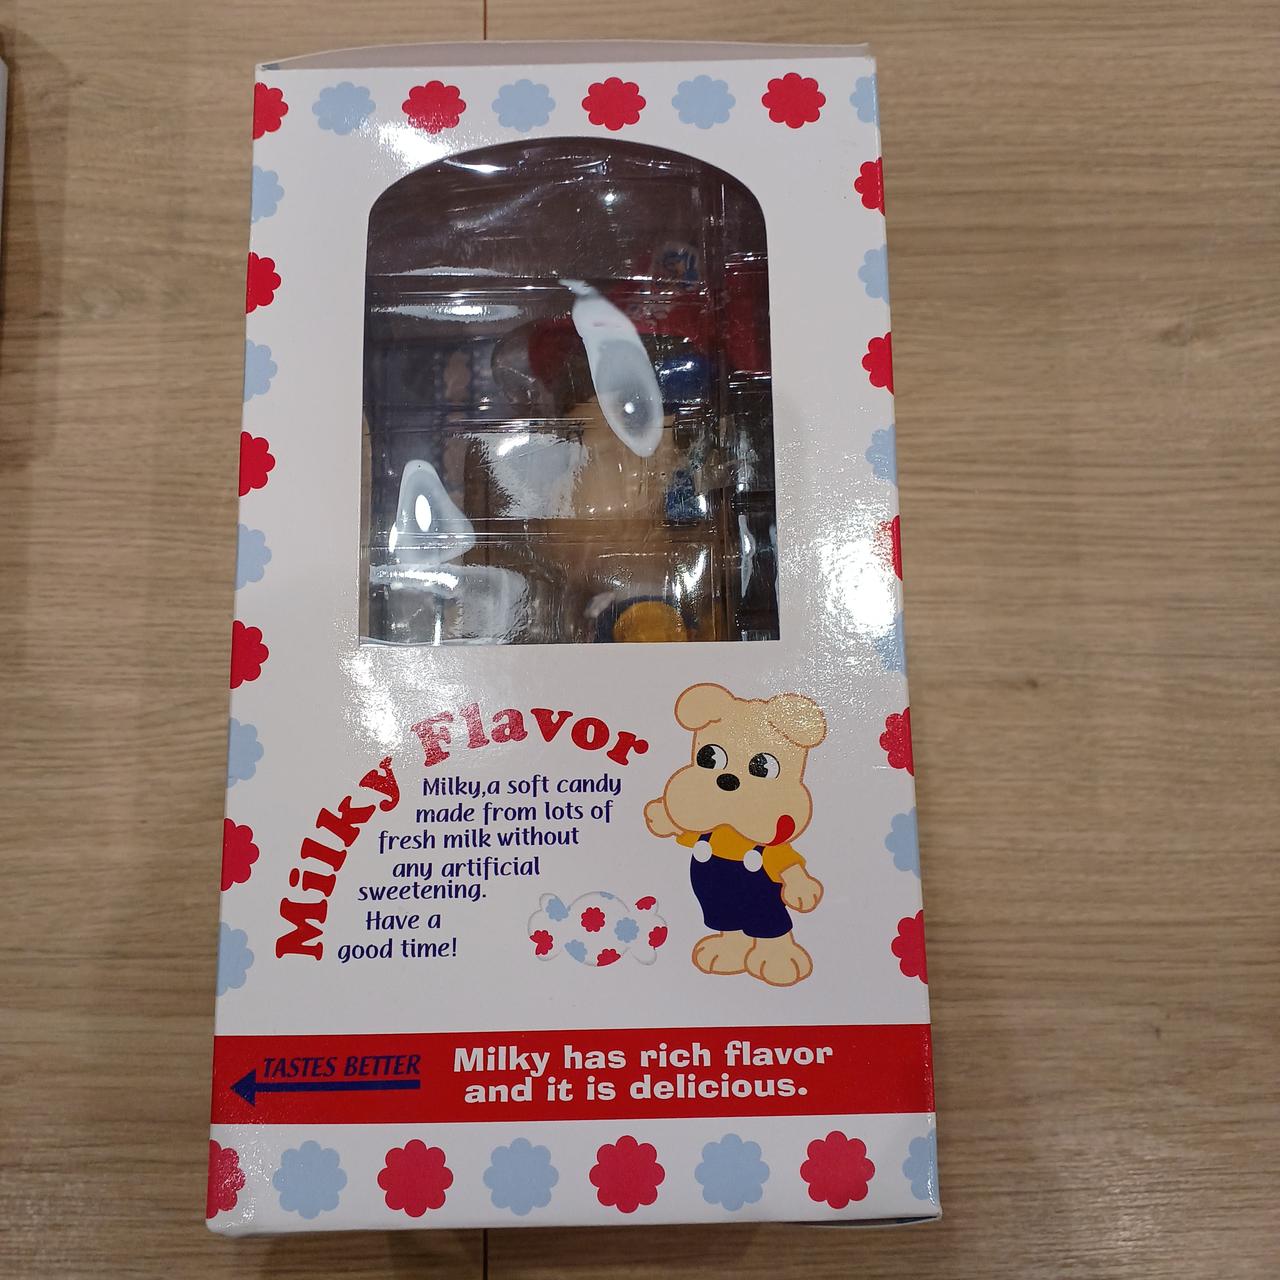 Milky Flavor
Milky,a soft candy
made from lots of
fresh milk without
any artificial
sweetening.
Have a
good time!
TASTES BETTER
Milky has rich flavor
and it is delicious.